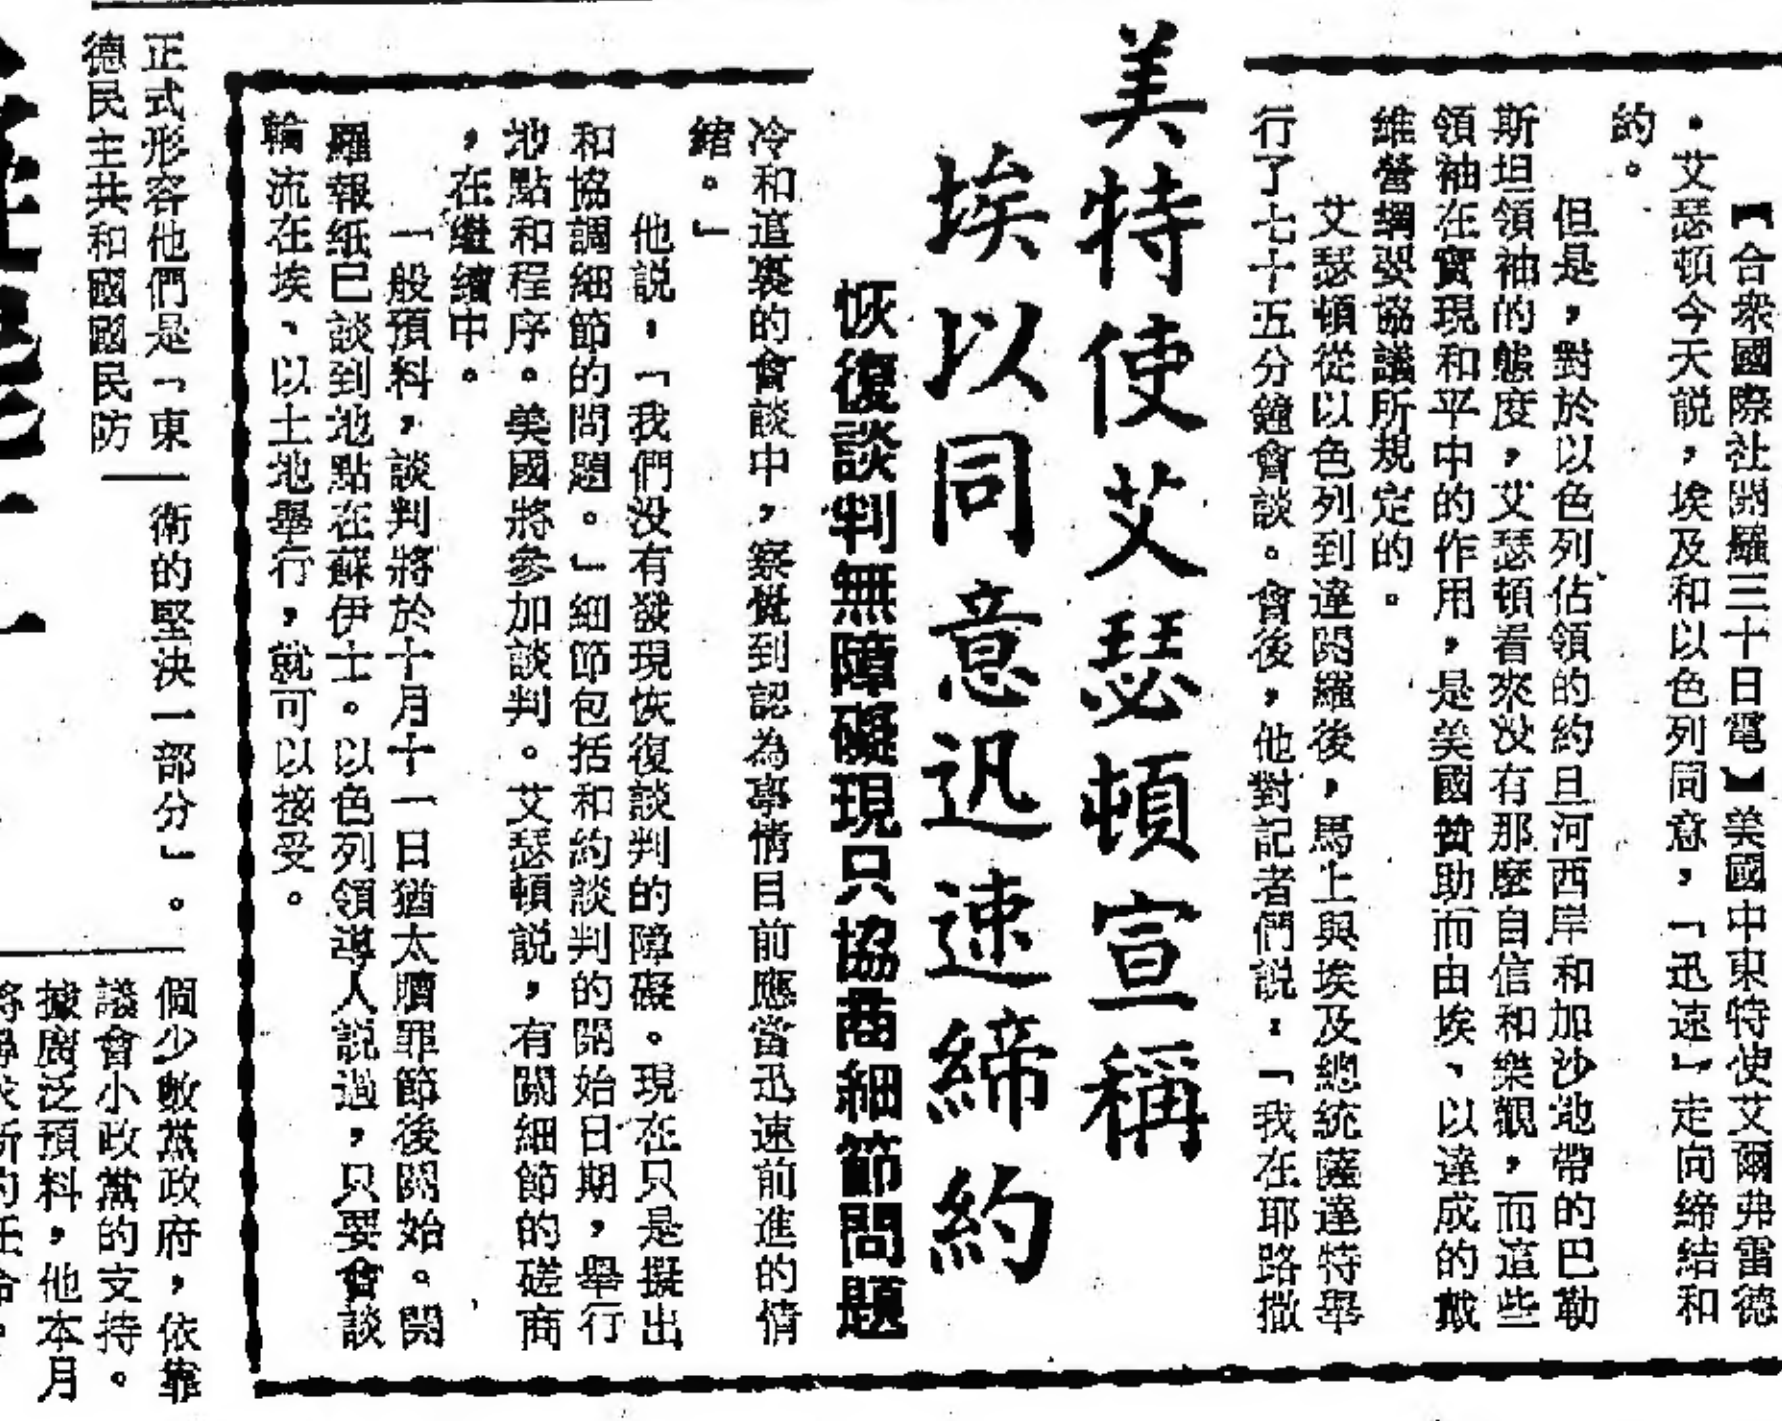 美特使艾瑟頓宣稱
埃以同意迅速締約
恢復談判無障礙現只協商細節問題
【合衆國際社開羅三十日電】美國中東特使艾爾弗雷德
・艾瑟頓今天説，埃及和以色列同意，「迅速」走向締結和
約。
但是，對於以色列佔領的約旦河西岸和加沙地帶的巴勒
斯坦領袖的態度，艾瑟頓看來没有那麽自信和樂觀，而這些
領袖在實現和平中的作用，是美國贊助而由埃、以達成的戴
維營綱要協議所規定的。
艾瑟頓從以色列到達開羅後，馬上與埃及總統薩達特舉
行了七十五分鐘會談。會後，他對記者們説：「我在耶路撒
冷和這裏的會談中，察覺到認為事情目前應當迅速前進的情
緒。」
他説，「我們没有發現恢復談判的障礙。現在只是擬出
和協調細節的問題。」細節包括和約談判的開始日期，舉行
地點和程序。美國將參加談判。艾瑟頓説，有關細節的磋商
，在繼續中。
一般預料，談判將於十月十一日猶太贖罪節後開始。開
羅報紙已談到地點在蘇伊士。以色列領導人説過，只要會談
輪流在埃、以土地舉行，就可以接受。
正式形容他們是「東
德民主共和國國民防
衛的堅決一部分」。
個少數黨政府，依靠
議會小政黨的支持。
據廣泛預料，他本月